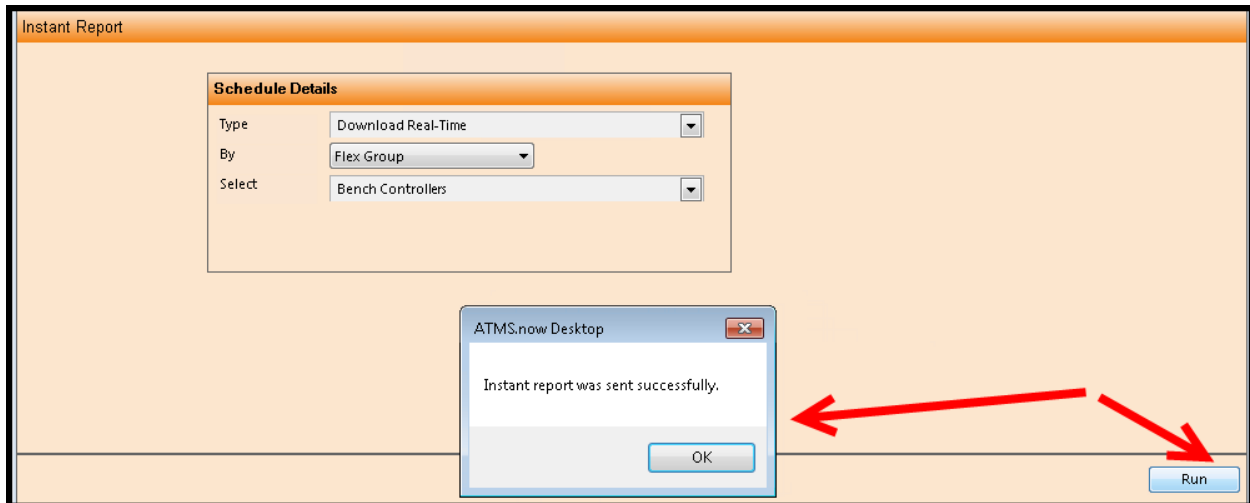 Instant Report
Schedule Details
Type Download Real-Time
By Flex Group
Select Bench Controllers
ATMS.now Desktop
Instant report was sent successfully.
OK
Run